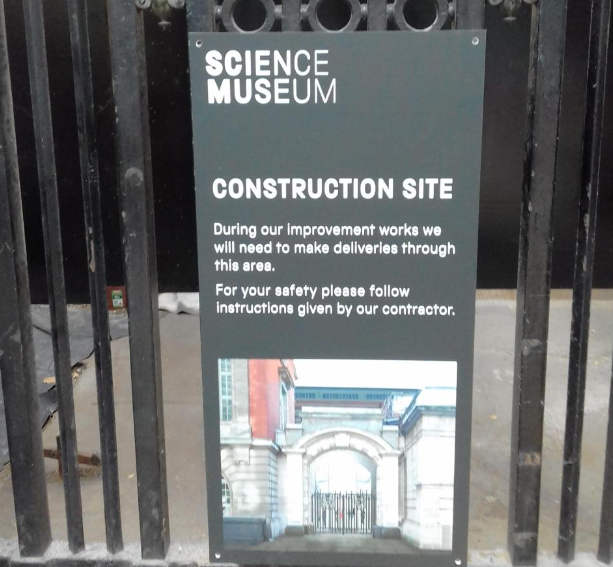 SCIENCE
MUSEUM
CONSTRUCTION SITE
During our improvement works we
will need to make deliveries through
this area.
For your safety please follow
instructions given by our contractor.